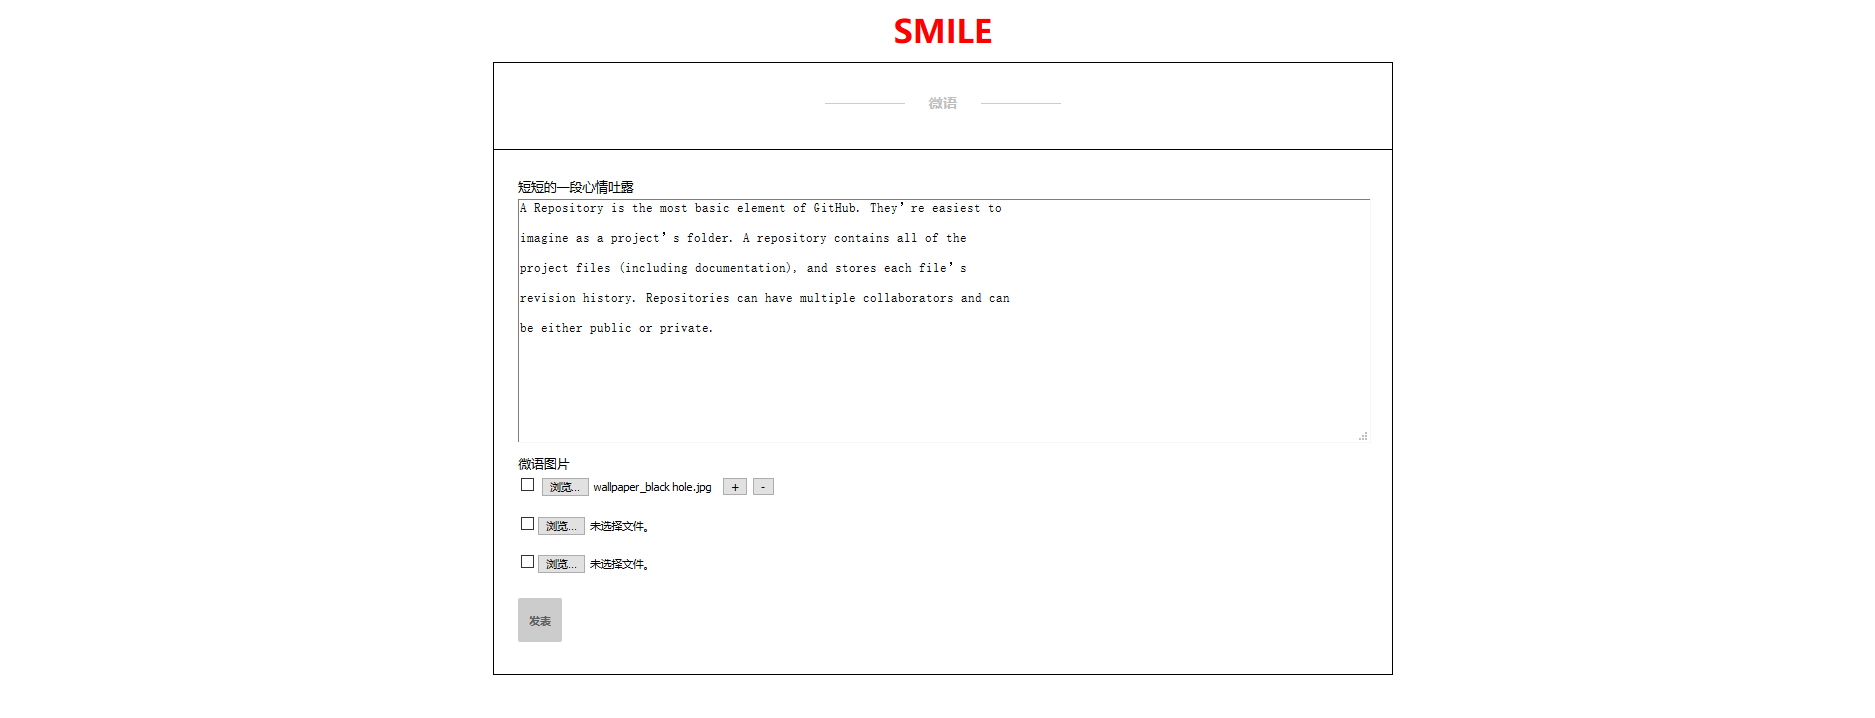 SMILE
微语
短短的一段心情吐露
A Repository is the most basic element of GitHub. They’re easiest to
imagine as a project’s folder. A repository contains all of the
project files (including documentation), and stores each file’s
revision history. Repositories can have multiple collaborators and can
be either public or private.
微语图片
浏览... wallpaper_black hole.jpg + -
浏览... 未选择文件。
浏览... 未选择文件。
发表